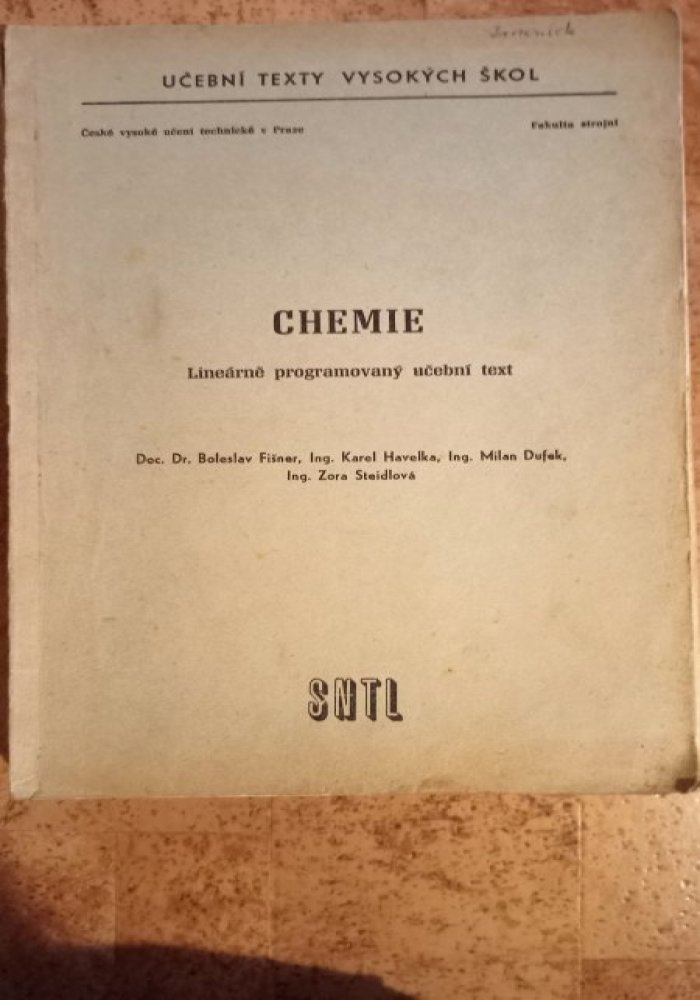 UČEBNÍ TEXTY VYSOKÝCH ŠKOL
České vysoké učení technické v Praze
Fakulta strojní
CHEMIE
Lineárně programovaný učební text
Doc. Dr. Boleslav Fišner, Ing. Karel Havelka, Ing. Milan Dufek,
Ing. Zora Steidlová
SNTL